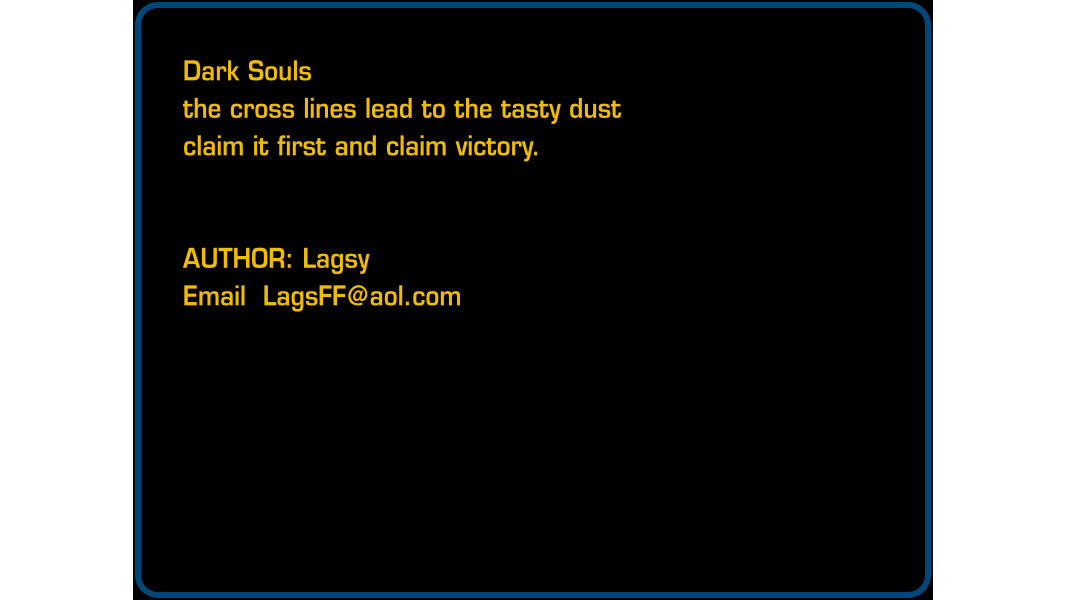 Dark Souls
the cross lines lead to the tasty dust
claim it first and claim victory.
AUTHOR: Lagsy
Email  LagsFF@aol.com